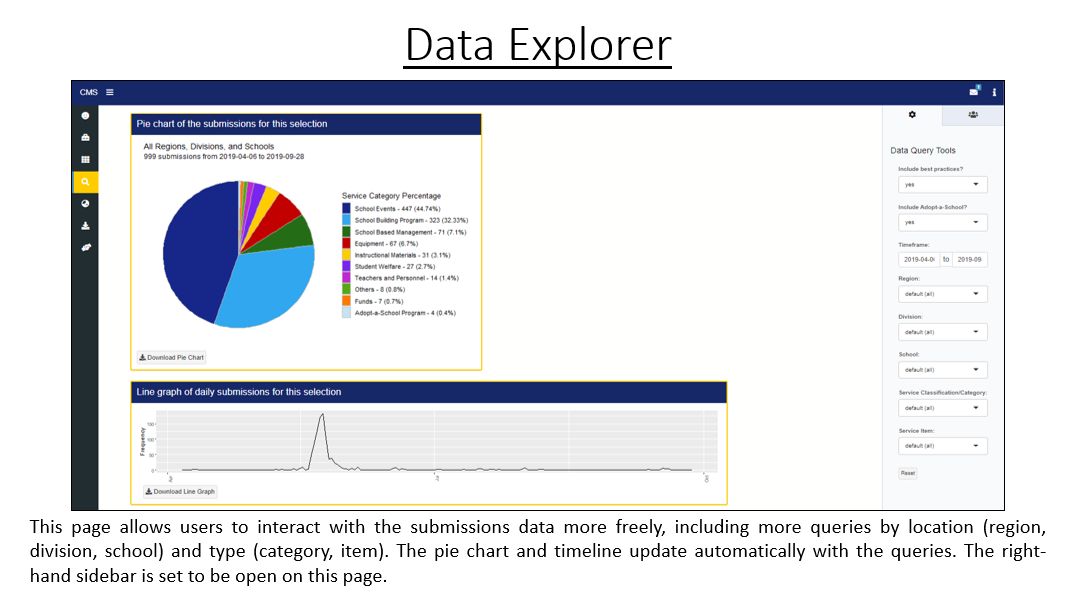 Data Explorer
CMS
Pie chart of the submissions for this selection
All Regions, Divisions, and Schools
999 submissions from 2019-04-06 to 2019-09-28
Service Category Percentage
School Events - 447 (44.74%)
School Building Program - 323 (32.33%)
School Based Management - 71 (7.1%)
Equipment - 67 (6.7%)
Instructional Materials - 31 (3.1%)
Student Welfare - 27 (2.7%)
Teachers and Personnel - 14 (1.4%)
Others - 8 (0.8%)
Funds - 7 (0.7%)
Adopt-a-School Program - 4 (0.4%)
Download Pie Chart
Line graph of daily submissions for this selection
Frequency
150
100
50
0
Download Line Graph
Data Query Tools
Include best practices?
yes
Include Adopt-a-School?
yes
Timeframe:
2019-04-0 to 2019-09
Region:
default (all)
Division:
default (all)
School:
default (all)
Service Classification/Category:
default (all)
Service Item:
default (all)
Reset
This page allows users to interact with the submissions data more freely, including more queries by location (region,
division, school) and type (category, item). The pie chart and timeline update automatically with the queries. The right-
hand sidebar is set to be open on this page.